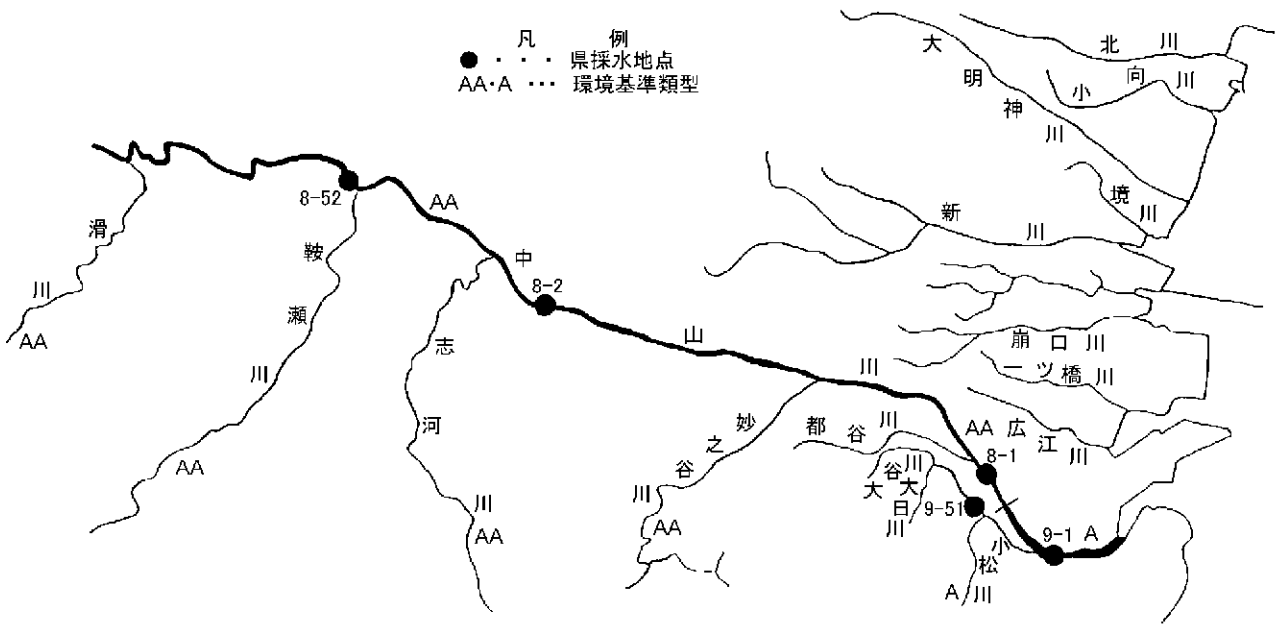 凡　例
● ・・・ 県採水地点
AA・A ・・・ 環境基準類型
北川
小向川
大明神川
境川
新川
崩口川
一ツ橋川
広江川
中山川
AA
AA
A
8-52
8-2
8-1
9-51
9-1
滑川
AA
鞍瀬川
AA
志河川
AA
妙之谷川
AA
都谷川
大谷川
大日川
小松川
A